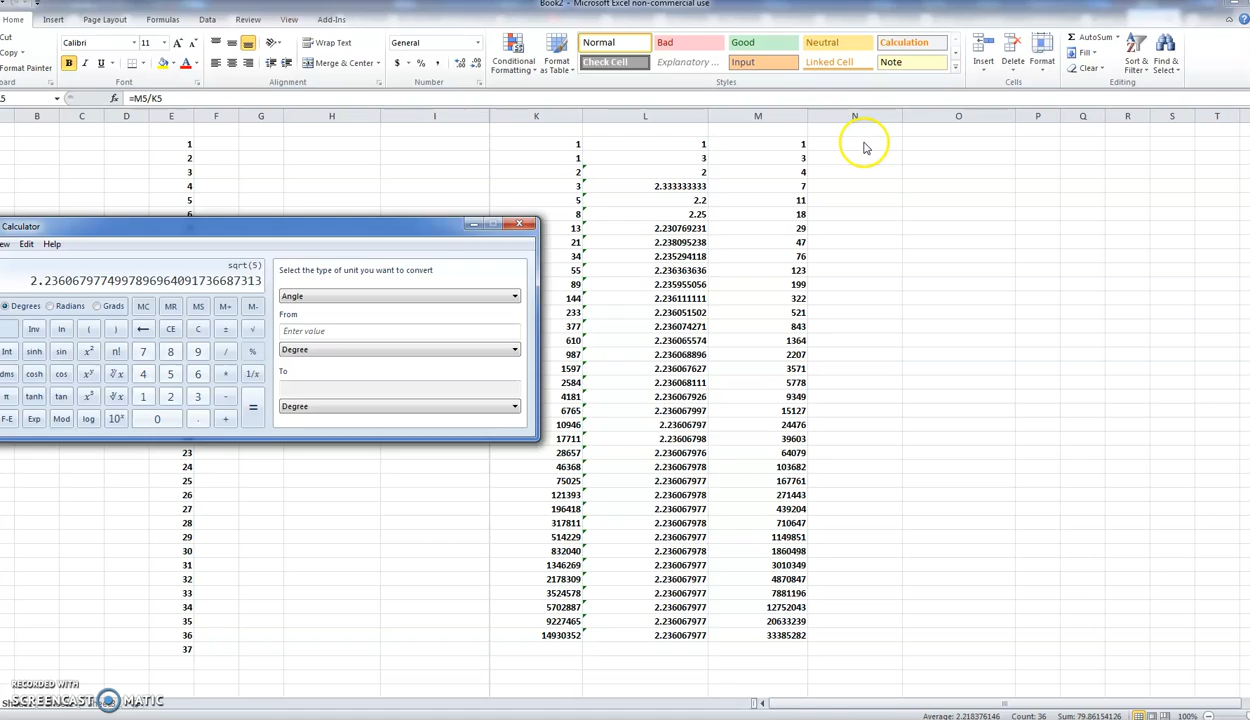 Book2 - Microsoft Excel non-commercial use
Home Insert Page Layout Formulas Data Review View Add-Ins
Cut
Copy
Format Painter
Calibri 11
Wrap Text
Merge & Center
General
Conditional Formatting
Format as Table
Normal Bad Good Neutral Calculation
Check Cell Explanatory ... Input Linked Cell Note
Insert Delete Format
AutoSum
Fill
Clear
Sort & Filter
Find & Select
Font Alignment Number Styles Cells Editing
fx =M5/K5
B C D E F G H I K L M N O P Q R S T
1 1 1 1
2 1 3 3
3 2 2 4
4 3 2.333333333 7
5 5 2.2 11
6 8 2.25 18
13 2.230769231 29
21 2.238095238 47
34 2.235294118 76
55 2.236363636 123
89 2.235955056 199
144 2.236111111 322
233 2.236051502 521
377 2.236074271 843
610 2.236065574 1364
987 2.236068896 2207
1597 2.236067627 3571
2584 2.236068111 5778
4181 2.236067926 9349
6765 2.236067997 15127
10946 2.23606797 24476
17711 2.23606798 39603
23 28657 2.236067976 64079
24 46368 2.236067978 103682
25 75025 2.236067977 167761
26 121393 2.236067978 271443
27 196418 2.236067977 439204
28 317811 2.236067978 710647
29 514229 2.236067977 1149851
30 832040 2.236067978 1860498
31 1346269 2.236067977 3010349
32 2178309 2.236067977 4870847
33 3524578 2.236067977 7881196
34 5702887 2.236067977 12752043
35 9227465 2.236067977 20633239
36 14930352 2.236067977 33385282
37
Calculator
Edit Help
sqrt(5)
2.2360679774997896964091736687313
Degrees Radians Grads MC MR MS M+ M-
Inv ln ( ) ← CE C ± √
Int sinh sin x² n! 7 8 9 / %
dms cosh cos xʸ ʸ√x 4 5 6 * 1/x
π tanh tan x³ ³√x 1 2 3 - =
F-E Exp Mod log 10ˣ 0 . +
Select the type of unit you want to convert
Angle
From
Enter value
Degree
To
Degree
RECORDED WITH
SCREENCAST MATIC
Average: 2.218376146 Count: 36 Sum: 79.86154126 100%